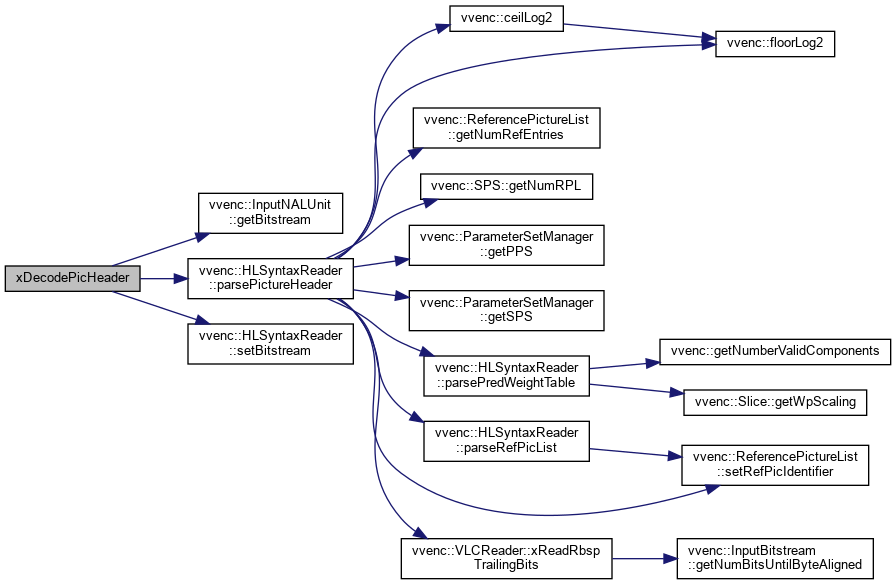 xDecodePicHeader
vvenc::InputNALUnit
::getBitstream
vvenc::HLSyntaxReader
::parsePictureHeader
vvenc::HLSyntaxReader
::setBitstream
vvenc::ceilLog2
vvenc::floorLog2
vvenc::ReferencePictureList
::getNumRefEntries
vvenc::SPS::getNumRPL
vvenc::ParameterSetManager
::getPPS
vvenc::ParameterSetManager
::getSPS
vvenc::HLSyntaxReader
::parsePredWeightTable
vvenc::getNumberValidComponents
vvenc::Slice::getWpScaling
vvenc::HLSyntaxReader
::parseRefPicList
vvenc::ReferencePictureList
::setRefPicIdentifier
vvenc::VLCReader::xReadRbsp
TrailingBits
vvenc::InputBitstream
::getNumBitsUntilByteAligned